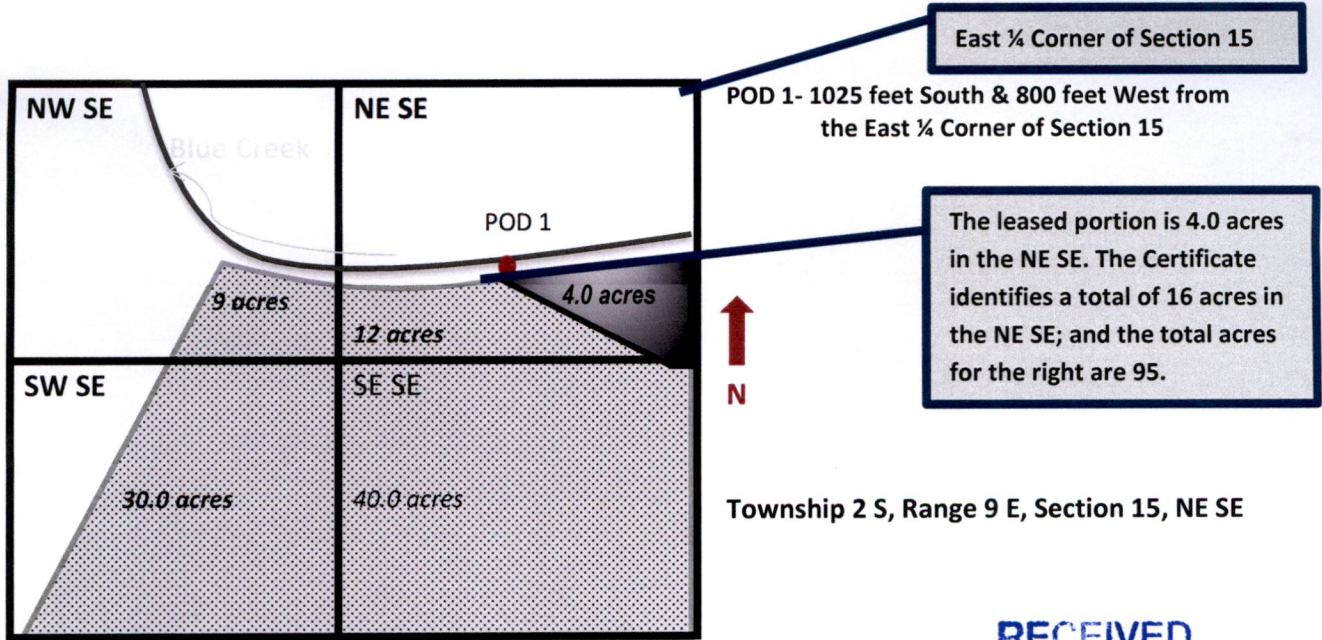 East ¼ Corner of Section 15
POD 1- 1025 feet South & 800 feet West from
the East ¼ Corner of Section 15
NW SE
NE SE
Blue Creek
POD 1
The leased portion is 4.0 acres
in the NE SE. The Certificate
identifies a total of 16 acres in
the NE SE; and the total acres
for the right are 95.
9 acres
4.0 acres
12 acres
N
SW SE
SE SE
30.0 acres
40.0 acres
Township 2 S, Range 9 E, Section 15, NE SE
RECEIVED